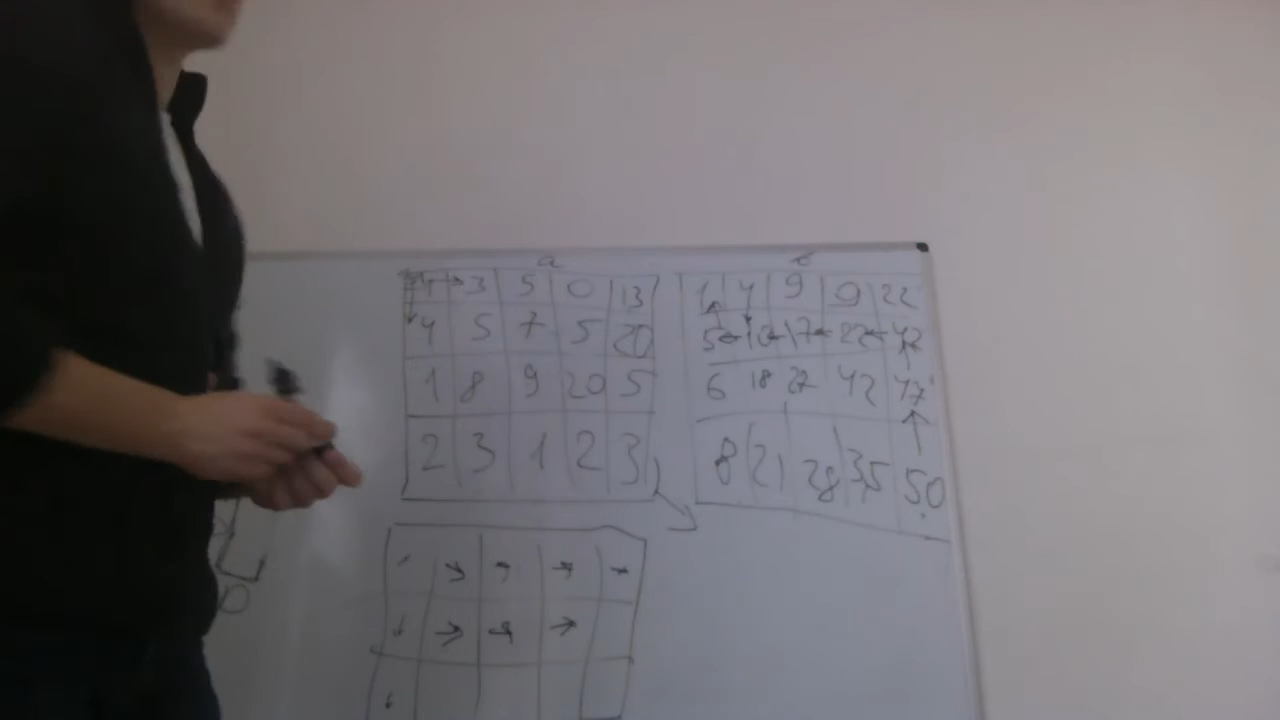 a
1 3 5 0 13
4 5 7 5 20
1 8 9 20 5
2 3 1 2 3
1 4 9 9 22
5 17 22 42
6 18 27 42 47
8 21 28 35 50